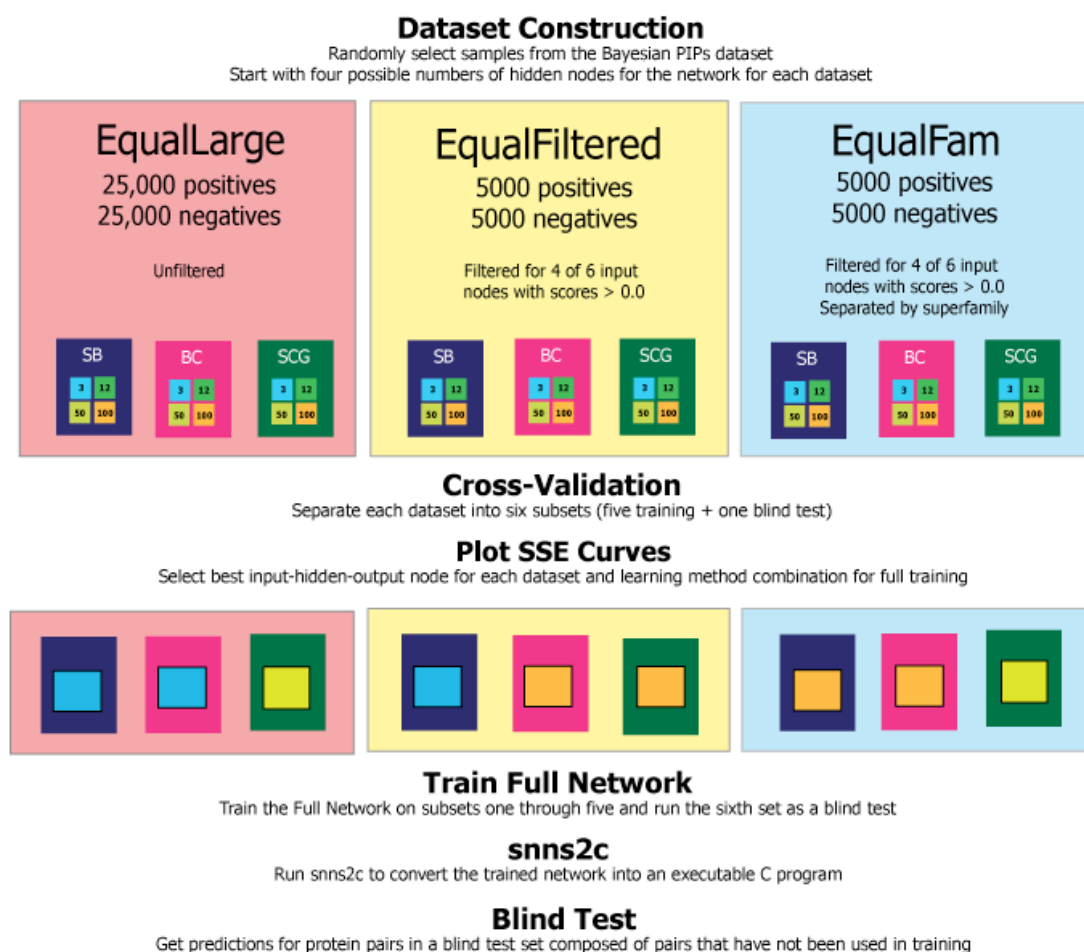 Dataset Construction
Randomly select samples from the Bayesian PIPs dataset
Start with four possible numbers of hidden nodes for the network for each dataset
EqualLarge
25,000 positives
25,000 negatives
Unfiltered
SB
3 12
50 100
BC
3 12
50 100
SCG
3 12
50 100
EqualFiltered
5000 positives
5000 negatives
Filtered for 4 of 6 input
nodes with scores > 0.0
SB
3 12
50 100
BC
3 12
50 100
SCG
3 12
50 100
EqualFam
5000 positives
5000 negatives
Filtered for 4 of 6 input
nodes with scores > 0.0
Separated by superfamily
SB
3 12
50 100
BC
3 12
50 100
SCG
3 12
50 100
Cross-Validation
Separate each dataset into six subsets (five training + one blind test)
Plot SSE Curves
Select best input-hidden-output node for each dataset and learning method combination for full training
Train Full Network
Train the Full Network on subsets one through five and run the sixth set as a blind test
snns2c
Run snns2c to convert the trained network into an executable C program
Blind Test
Get predictions for protein pairs in a blind test set composed of pairs that have not been used in training